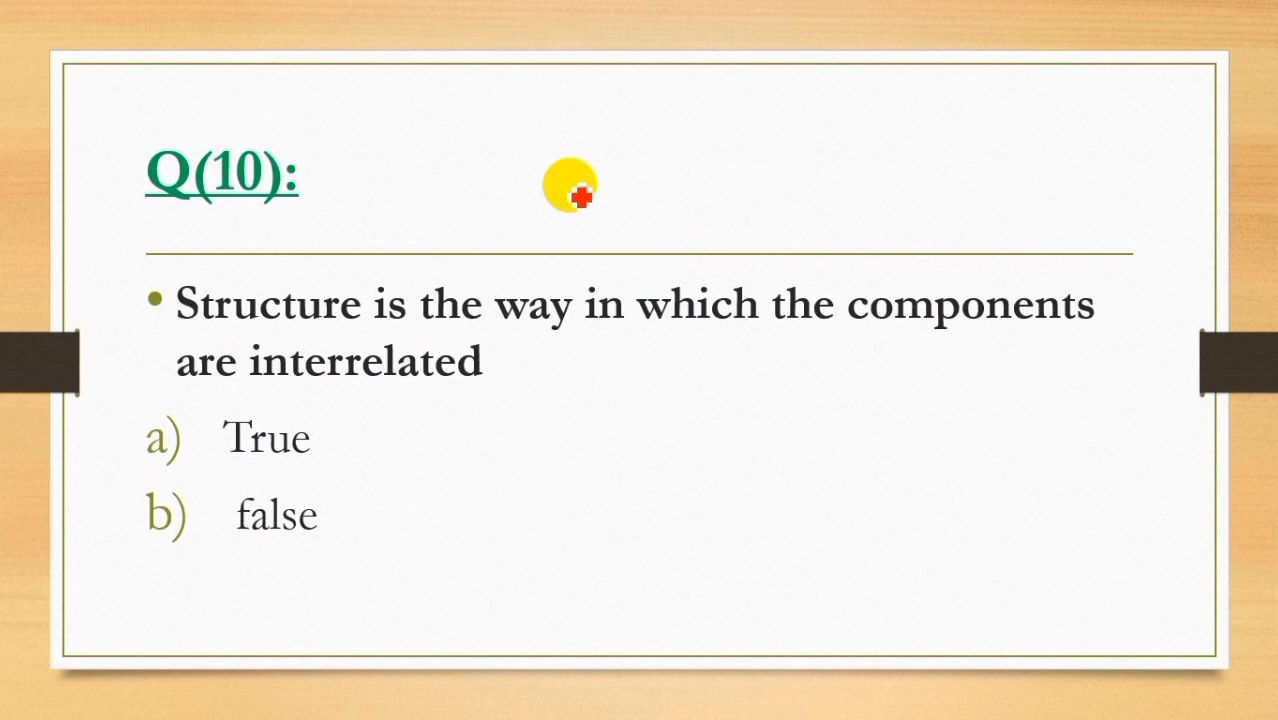 Q(10):
• Structure is the way in which the components
are interrelated
a) True
b) false